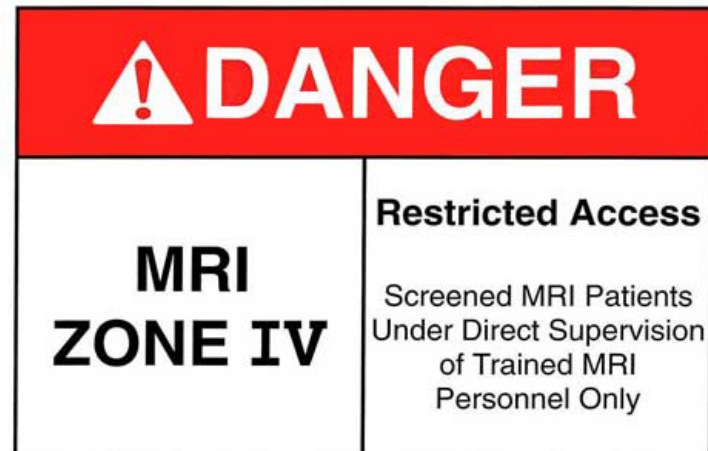 DANGER
MRI
ZONE IV
Restricted Access
Screened MRI Patients
Under Direct Supervision
of Trained MRI
Personnel Only